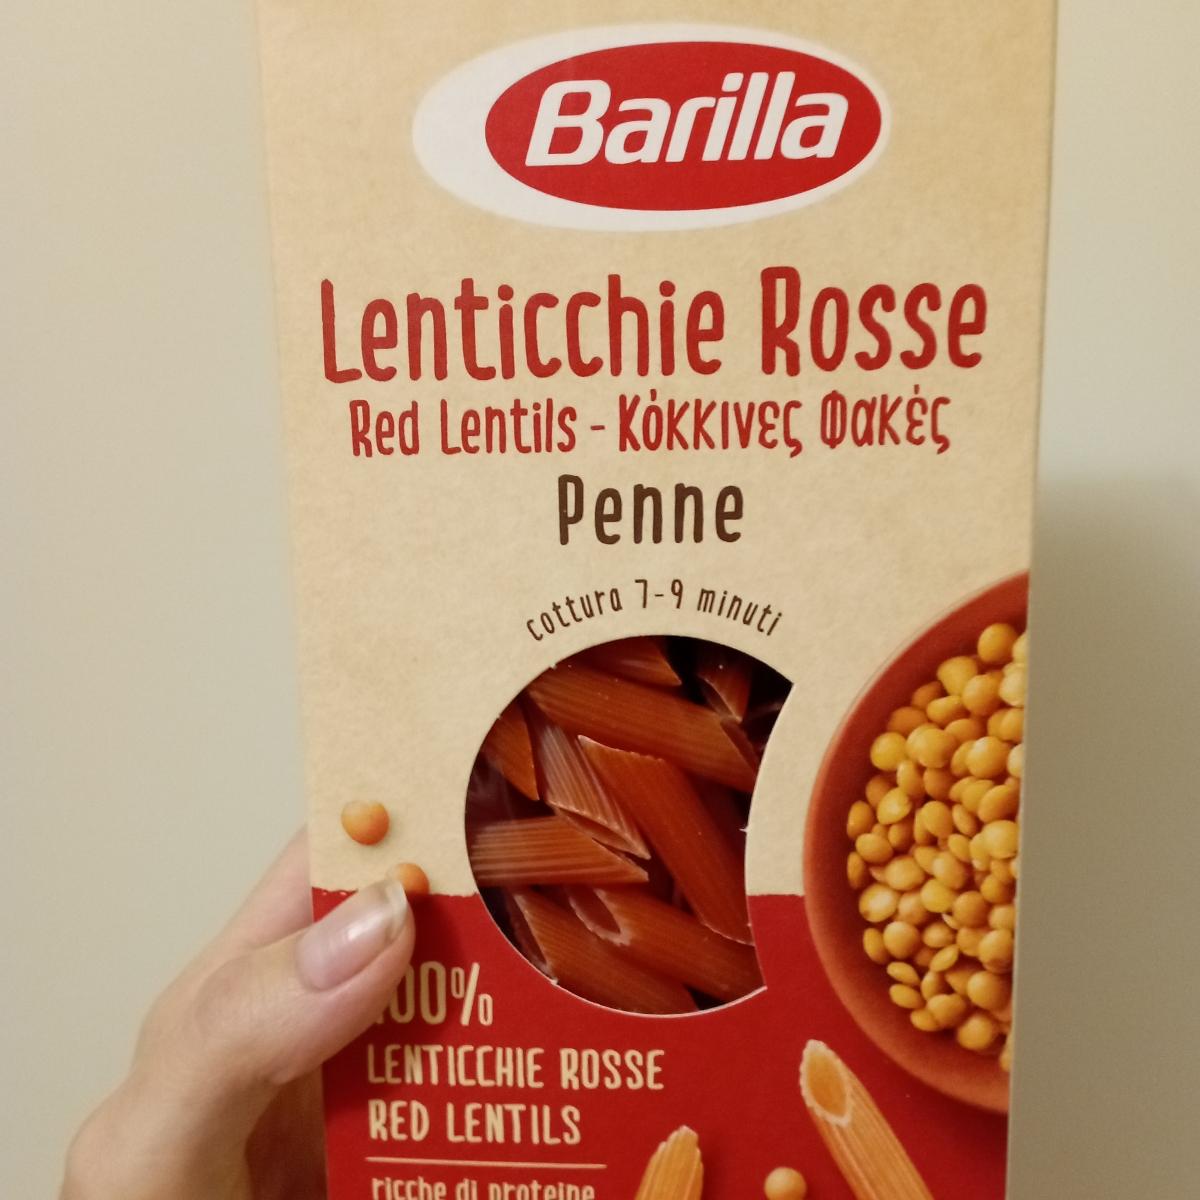 Barilla
Lenticchie Rosse
Red Lentils - Κόκκινες Φακές
Penne
cottura 7-9 minuti
100%
LENTICCHIE ROSSE
RED LENTILS
ricche di proteine